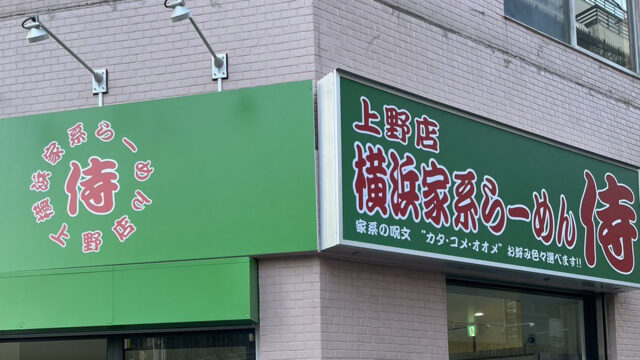 横浜家系らーめん
侍
上野店
上野店
横浜家系らーめん 侍
家系の呪文 "カタ・コメ・オオメ" お好み色々選べます!!